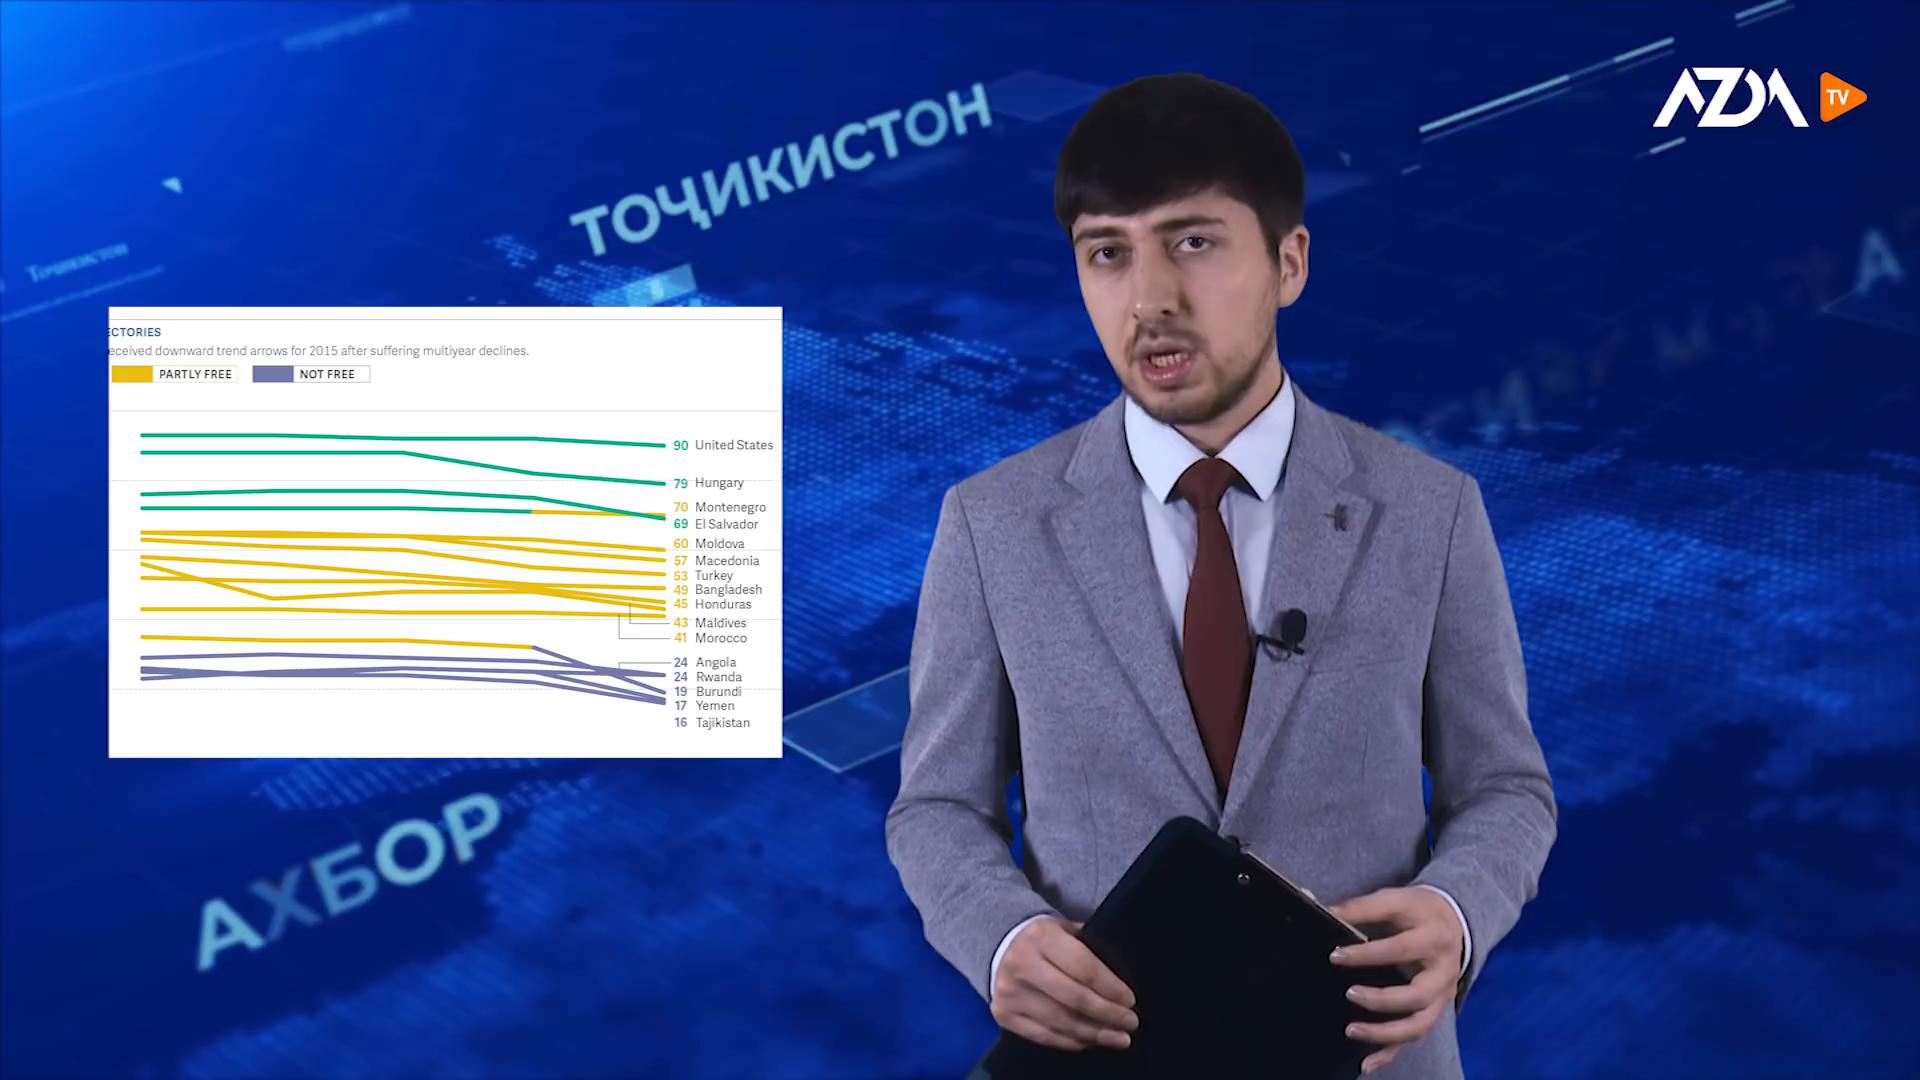 ТОҶИКИСТОН
AZDA TV
Тоҷикистон
ECTORIES
eceived downward trend arrows for 2015 after suffering multiyear declines.
PARTLY FREE
NOT FREE
90 United States
79 Hungary
70 Montenegro
69 El Salvador
60 Moldova
57 Macedonia
53 Turkey
49 Bangladesh
45 Honduras
43 Maldives
41 Morocco
24 Angola
24 Rwanda
19 Burundi
17 Yemen
16 Tajikistan
АХБОР